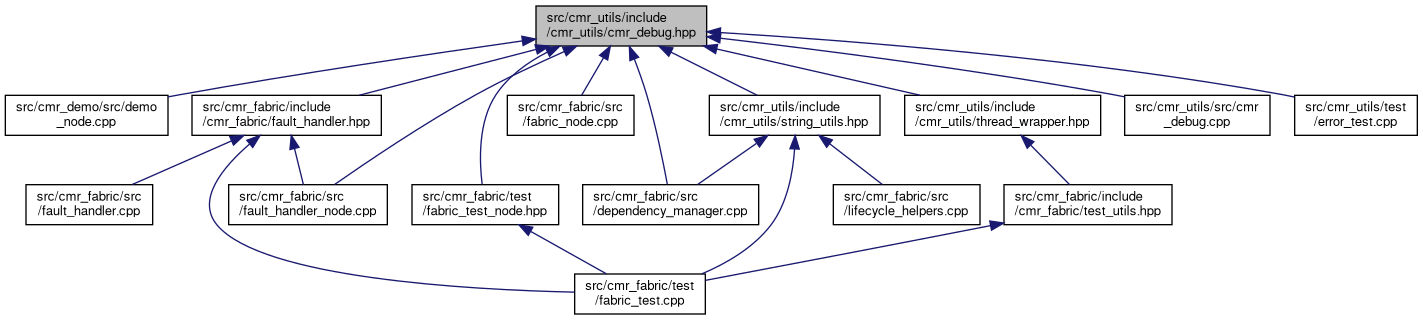 src/cmr_utils/include
/cmr_utils/cmr_debug.hpp
src/cmr_demo/src/demo
_node.cpp
src/cmr_fabric/include
/cmr_fabric/fault_handler.hpp
src/cmr_fabric/src
fabric_node.cpp
src/cmr_utils/include
/cmr_utils/string_utils.hpp
src/cmr_utils/include
/cmr_utils/thread_wrapper.hpp
src/cmr_utils/src/cmr
_debug.cpp
src/cmr_utils/test
/error_test.cpp
src/cmr_fabric/src
/fault_handler.cpp
src/cmr_fabric/src
/fault_handler_node.cpp
src/cmr_fabric/test
/fabric_test_node.hpp
src/cmr_fabric/src
/dependency_manager.cpp
src/cmr_fabric/src
/lifecycle_helpers.cpp
src/cmr_fabric/include
/cmr_fabric/test_utils.hpp
src/cmr_fabric/test
/fabric_test.cpp